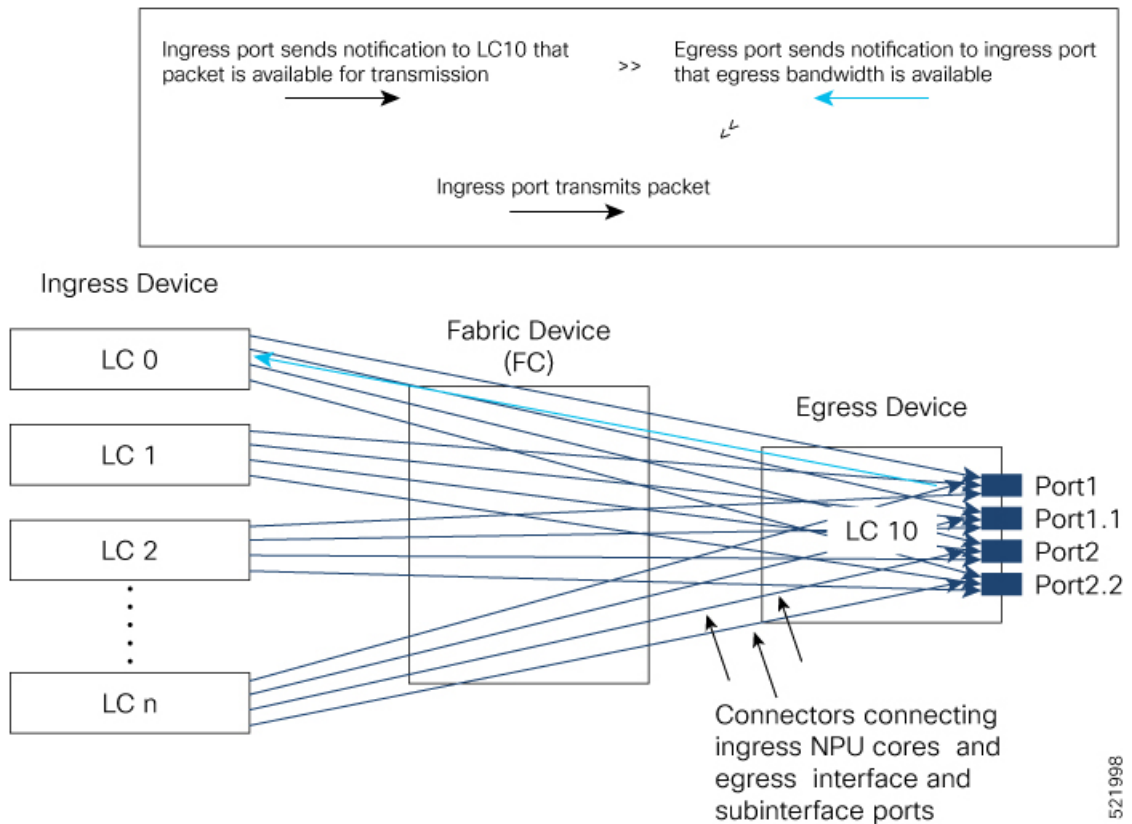 Ingress port sends notification to LC10 that
packet is available for transmission
>>
Egress port sends notification to ingress port
that egress bandwidth is available
>>
Ingress port transmits packet
Ingress Device
Fabric Device
(FC)
Egress Device
LC 0
LC 1
LC 2
LC n
LC 10
Port1
Port1.1
Port2
Port2.2
Connectors connecting
ingress NPU cores and
egress interface and
subinterface ports
521998